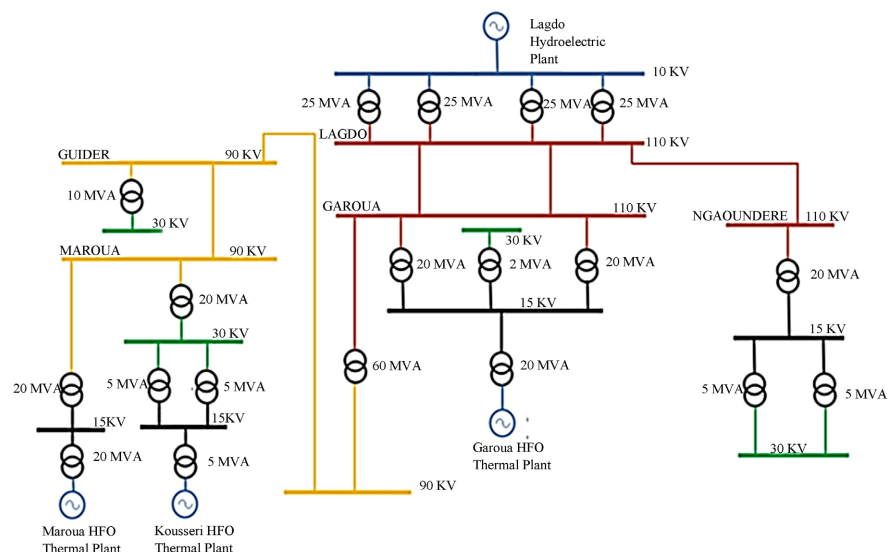 Lagdo
Hydroelectric
Plant
10 KV
25 MVA
25 MVA
25 MVA
25 MVA
LAGDO
110 KV
GUIDER
90 KV
10 MVA
30 KV
GAROUA
110 KV
NGAOUNDERE
110 KV
MAROUA
90 KV
30 KV
20 MVA
2 MVA
20 MVA
20 MVA
20 MVA
15 KV
30 KV
15 KV
60 MVA
20 MVA
5 MVA
5 MVA
20 MVA
5 MVA
5 MVA
15KV
15KV
Garoua HFO
Thermal Plant
30 KV
20 MVA
5 MVA
90 KV
Maroua HFO
Thermal Plant
Kousseri HFO
Thermal Plant